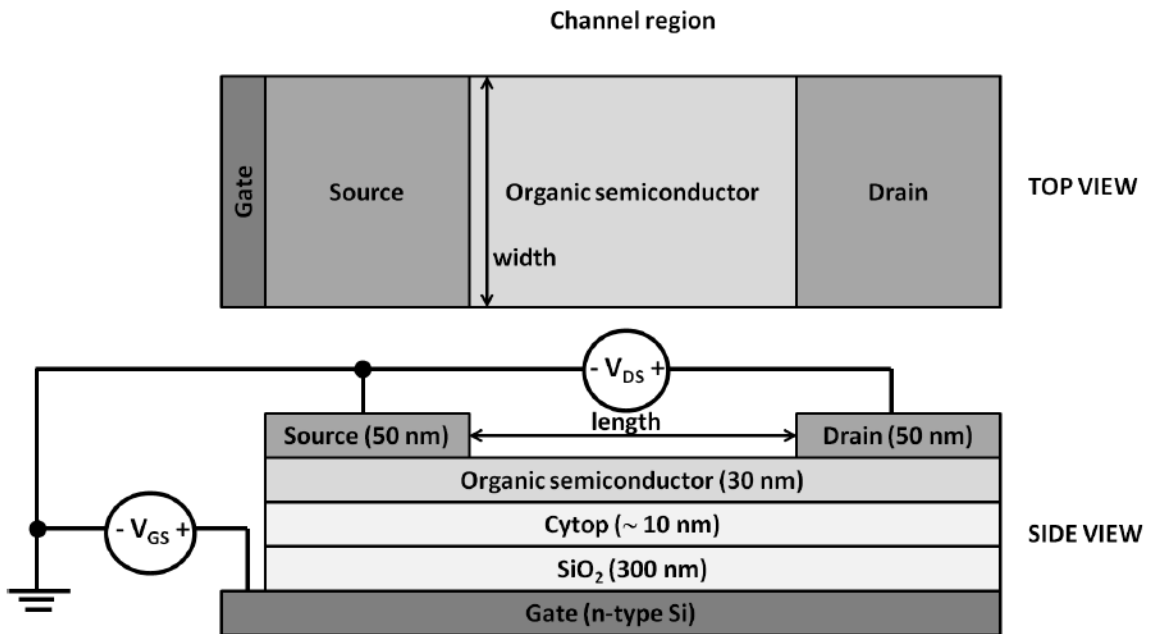 Channel region
Gate
Source
Organic semiconductor
Drain
TOP VIEW
width
- V_DS +
length
Source (50 nm)
Drain (50 nm)
Organic semiconductor (30 nm)
- V_GS +
Cytop (~ 10 nm)
SIDE VIEW
SiO₂ (300 nm)
Gate (n-type Si)